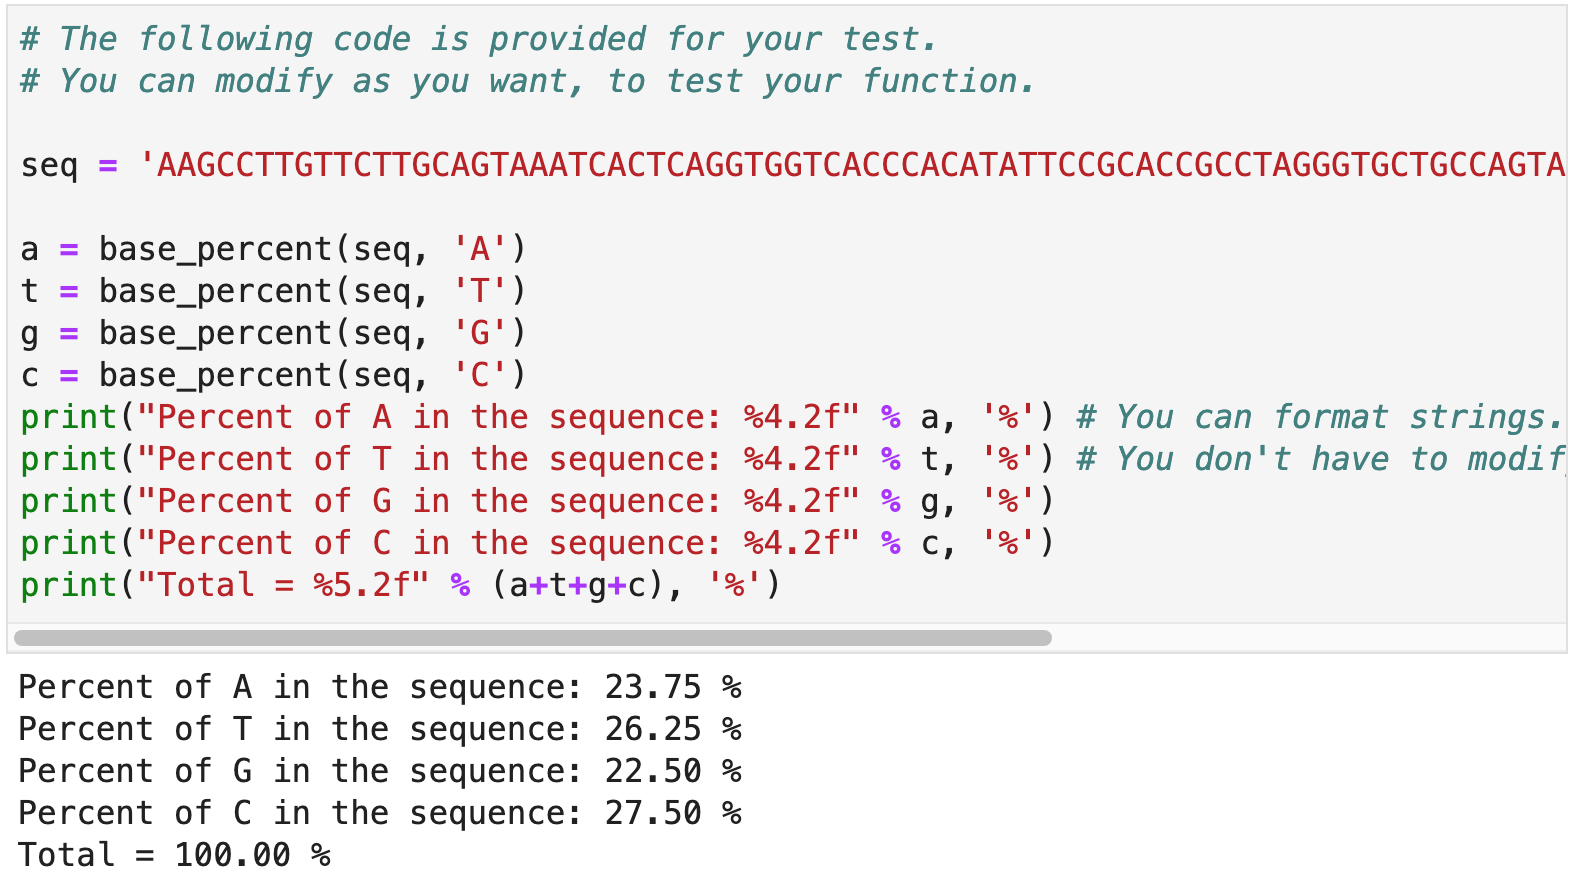 # The following code is provided for your test.
# You can modify as you want, to test your function.
seq = 'AAGCCTTGTTCTTGCAGTAAATCACTCAGGTGGTCACCCACATATTCCGCACCGCCTAGGGTGCTGCCAGTA
a = base_percent(seq, 'A')
t = base_percent(seq, 'T')
g = base_percent(seq, 'G')
c = base_percent(seq, 'C')
print("Percent of A in the sequence: %4.2f" % a, '%') # You can format strings.
print("Percent of T in the sequence: %4.2f" % t, '%') # You don't have to modif
print("Percent of G in the sequence: %4.2f" % g, '%')
print("Percent of C in the sequence: %4.2f" % c, '%')
print("Total = %5.2f" % (a+t+g+c), '%')
Percent of A in the sequence: 23.75 %
Percent of T in the sequence: 26.25 %
Percent of G in the sequence: 22.50 %
Percent of C in the sequence: 27.50 %
Total = 100.00 %